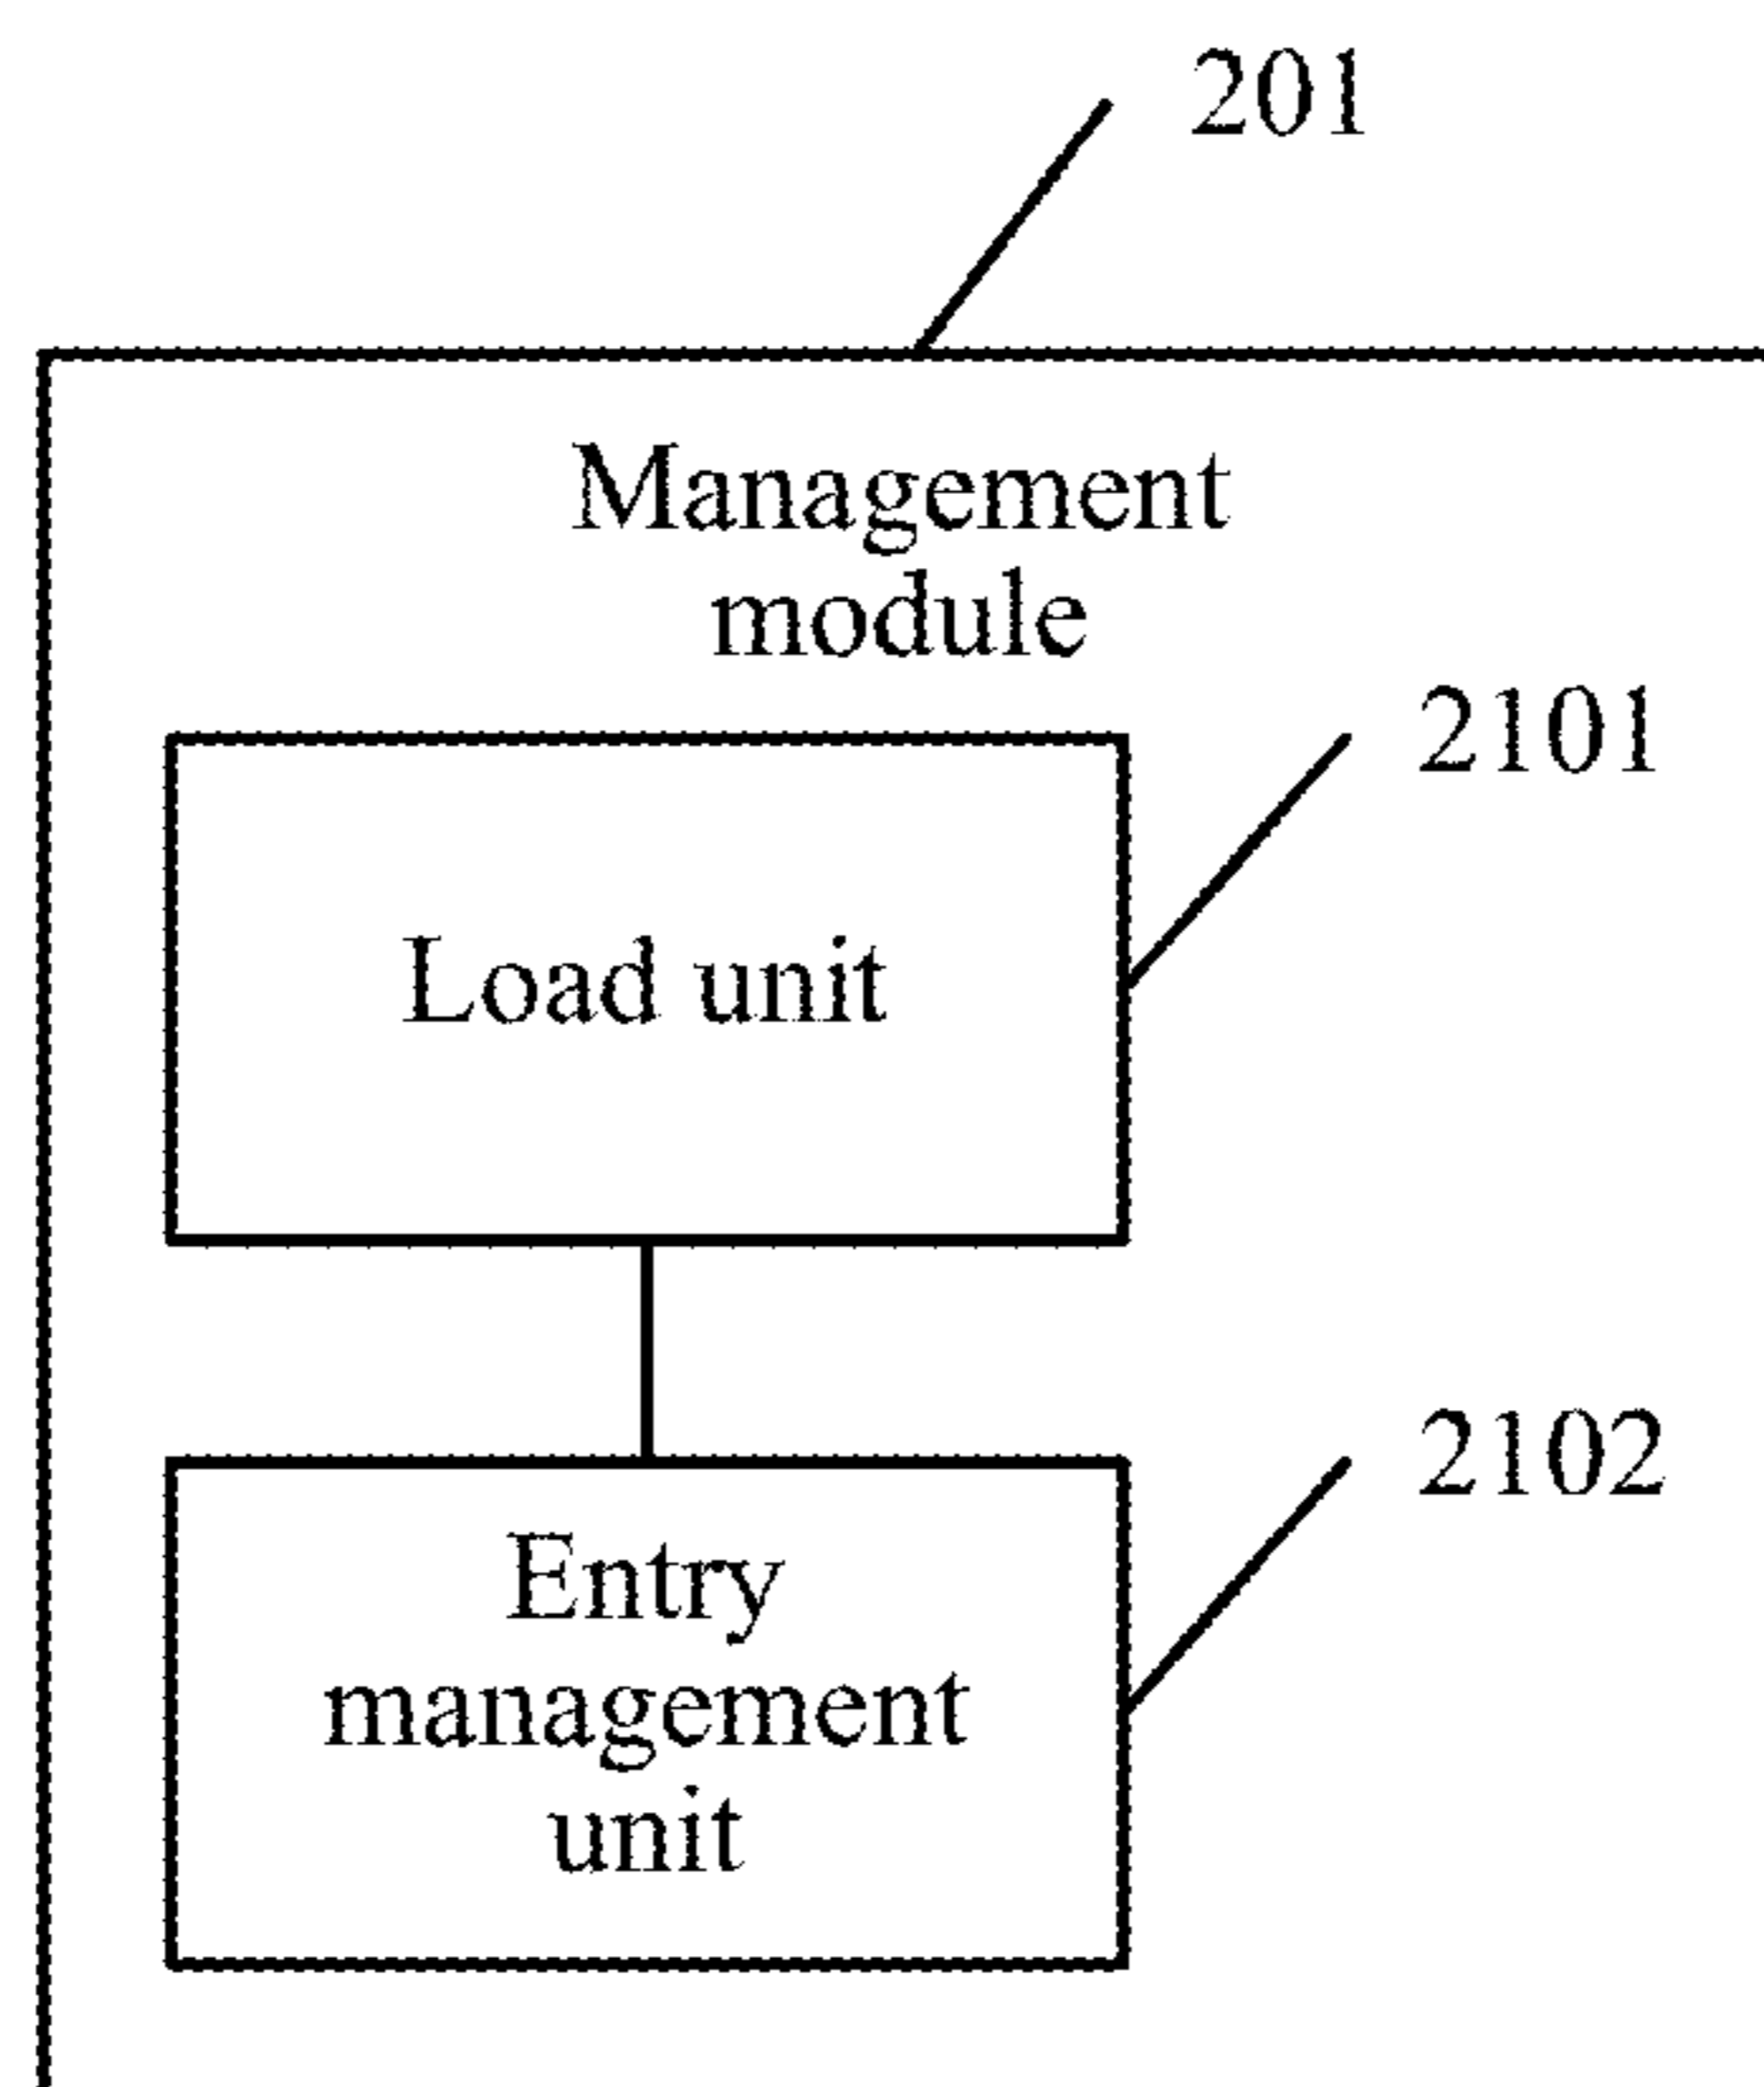 201
Management
module
2101
Load unit
2102
Entry
management
unit